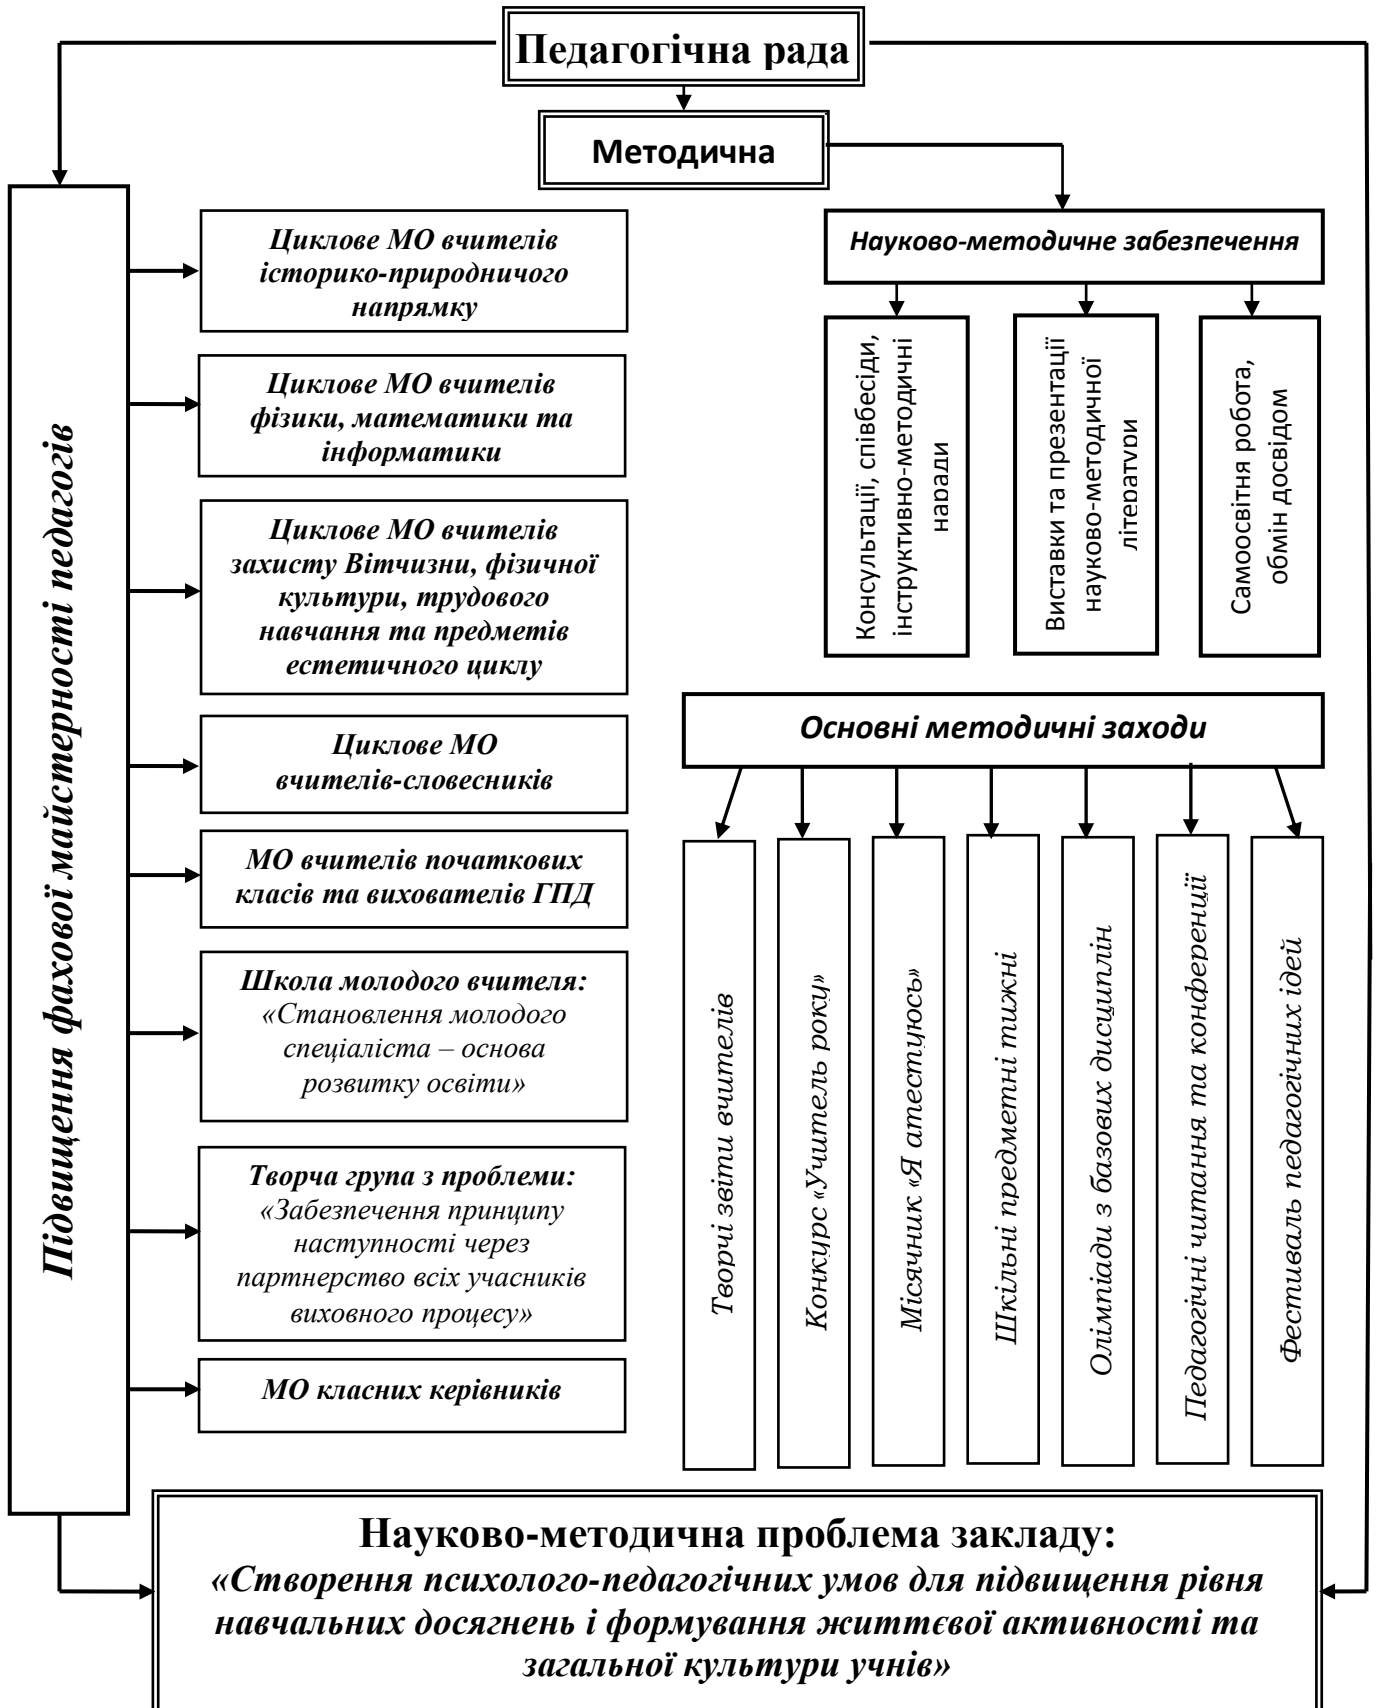 Педагогічна рада
Методична
Підвищення фахової майстерності педагогів
Циклове МО вчителів
історико-природничого
напрямку
Циклове МО вчителів
фізики, математики та
інформатики
Циклове МО вчителів
захисту Вітчизни, фізичної
культури, трудового
навчання та предметів
естетичного циклу
Циклове МО
вчителів-словесників
МО вчителів початкових
класів та вихователів ГПД
Школа молодого вчителя:
«Становлення молодого
спеціаліста – основа
розвитку освіти»
Творча група з проблеми:
«Забезпечення принципу
наступності через
партнерство всіх учасників
виховного процесу»
МО класних керівників
Науково-методичне забезпечення
Консультації, співбесіди,
інструктивно-методичні
наради
Виставки та презентації
науково-методичної
літератури
Самоосвітня робота,
обмін досвідом
Основні методичні заходи
Творчі звіти вчителів
Конкурс «Учитель року»
Місячник «Я атестуюсь»
Шкільні предметні тижні
Олімпіади з базових дисциплін
Педагогічні читання та конференції
Фестиваль педагогічних ідей
Науково-методична проблема закладу:
«Створення психолого-педагогічних умов для підвищення рівня
навчальних досягнень і формування життєвої активності та
загальної культури учнів»